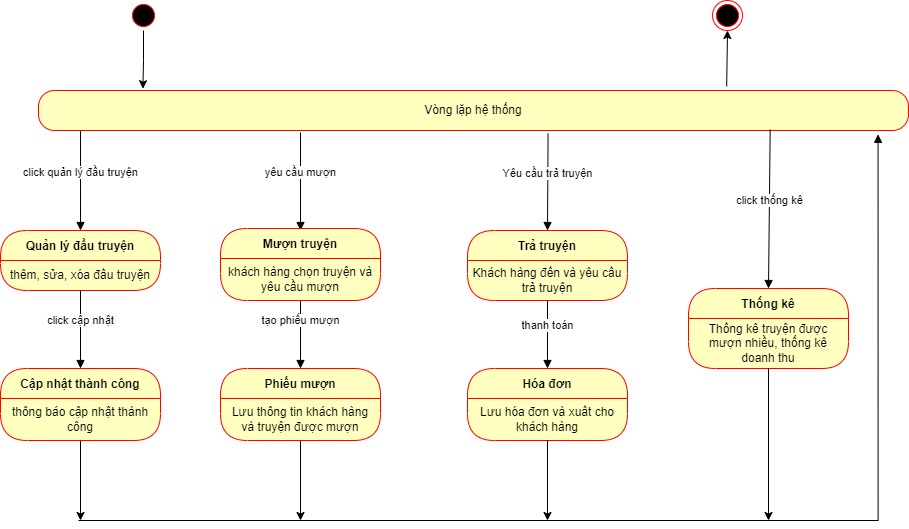 Vòng lặp hệ thống
click quản lý đầu truyện
yêu cầu mượn
Yêu cầu trả truyện
click thống kê
Quản lý đầu truyện
thêm, sửa, xóa đầu truyện
Mượn truyện
khách hàng chọn truyện và
yêu cầu mượn
Trả truyện
Khách hàng đến và yêu cầu
trả truyện
Thống kê
Thống kê truyện được
mượn nhiều, thống kê
doanh thu
click cập nhật
tạo phiếu mượn
thanh toán
Cập nhật thành công
thông báo cập nhật thành
công
Phiếu mượn
Lưu thông tin khách hàng
và truyện được mượn
Hóa đơn
Lưu hóa đơn và xuất cho
khách hàng